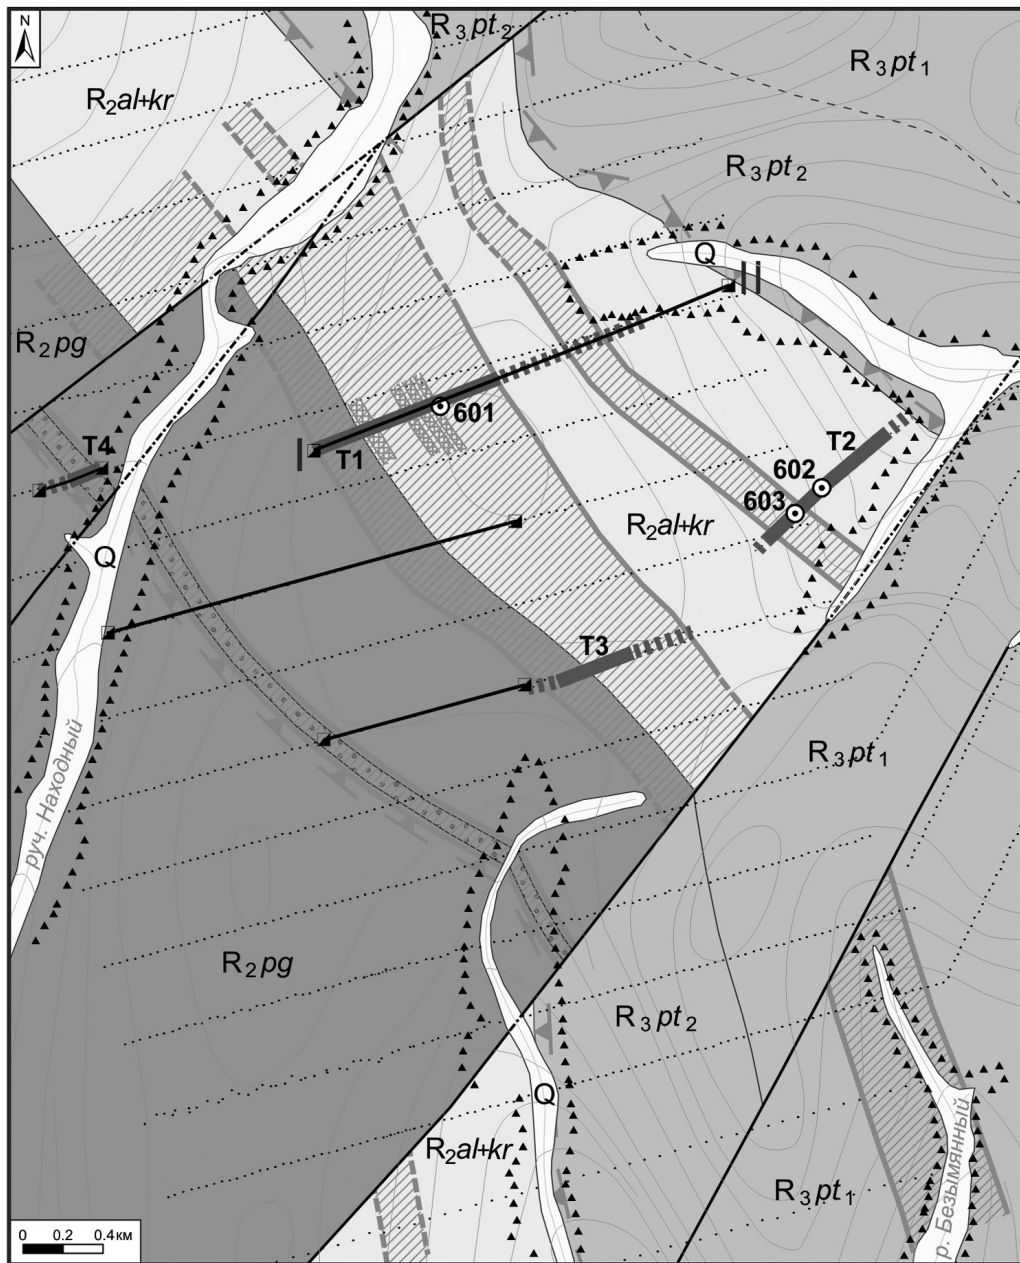 N
R₃pt₂
R₃pt₁
R₂al+kr
R₃pt₂
Q
II
R₂pg
601
T4
I
T1
T2
602
603
R₂al+kr
Q
T3
R₃pt₁
руч. Находный
R₂pg
R₃pt₂
Q
R₂al+kr
R₃pt₁
р. Безымянный
0 0.2 0.4км